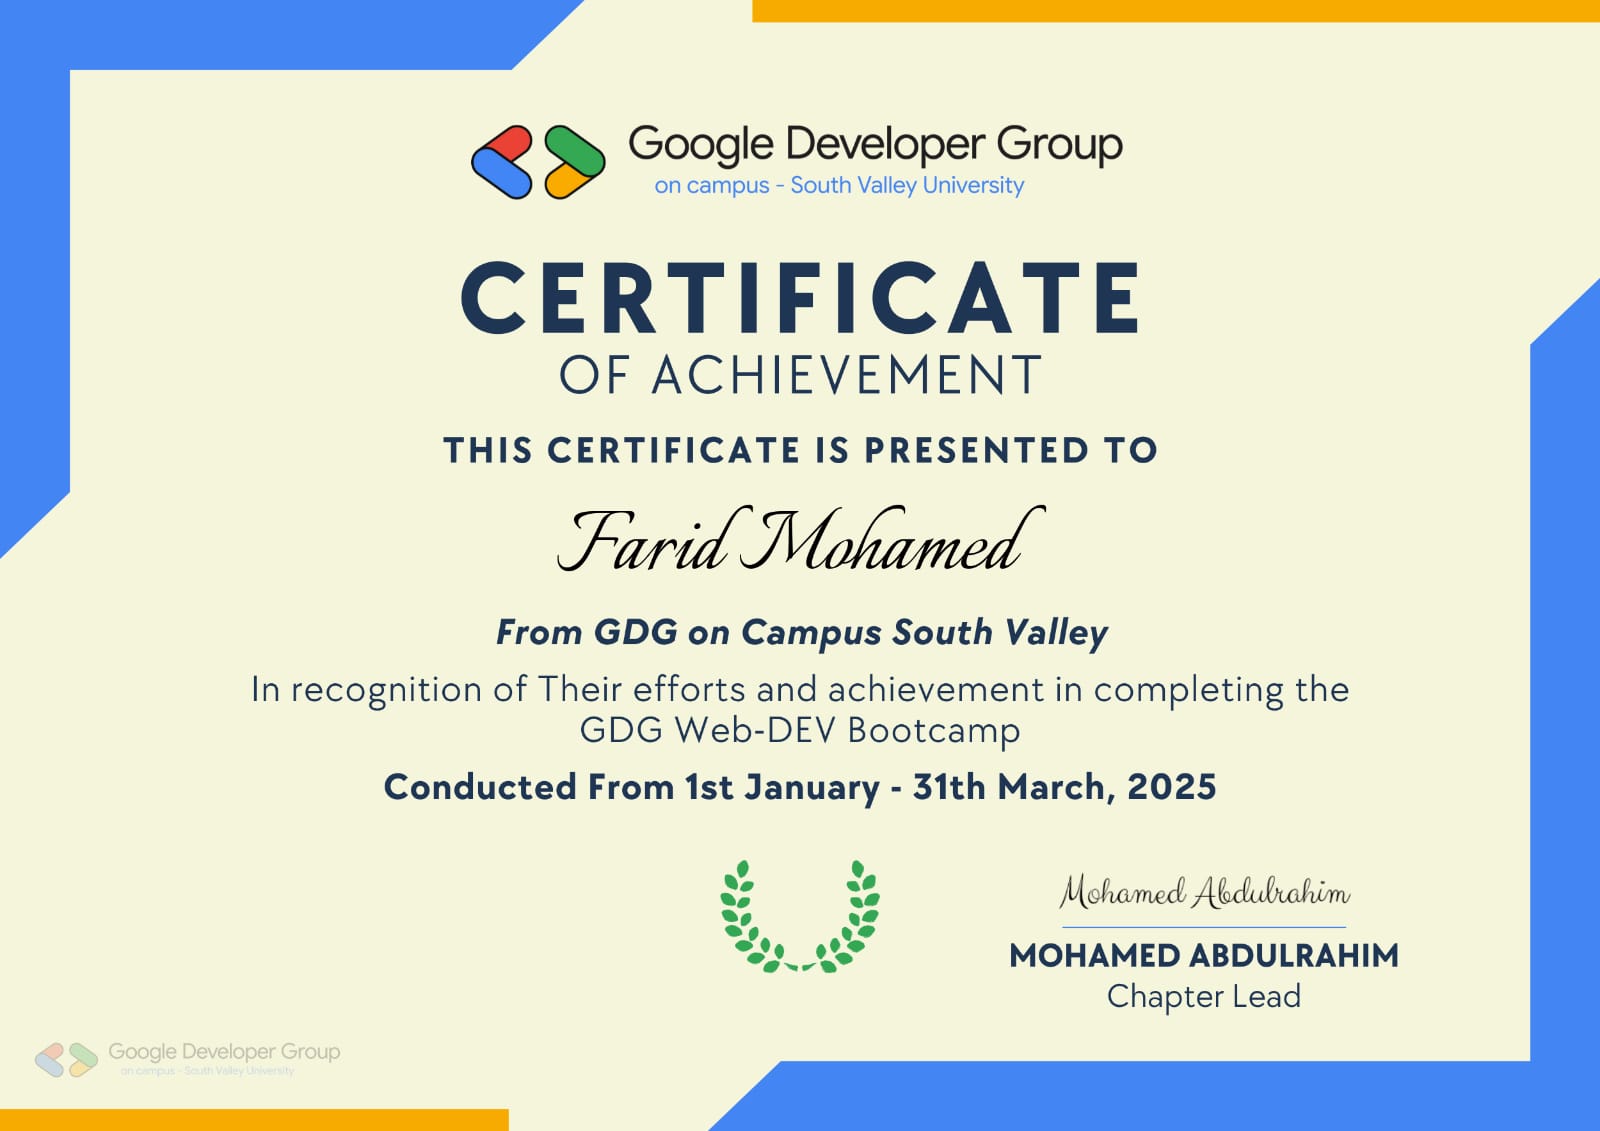 Google Developer Group
on campus - South Valley University
CERTIFICATE
OF ACHIEVEMENT
THIS CERTIFICATE IS PRESENTED TO
Farid Mohamed
From GDG on Campus South Valley
In recognition of Their efforts and achievement in completing the
GDG Web-DEV Bootcamp
Conducted From 1st January - 31th March, 2025
Mohamed Abdulrahim
MOHAMED ABDULRAHIM
Chapter Lead
Google Developer Group
on campus - South Valley University